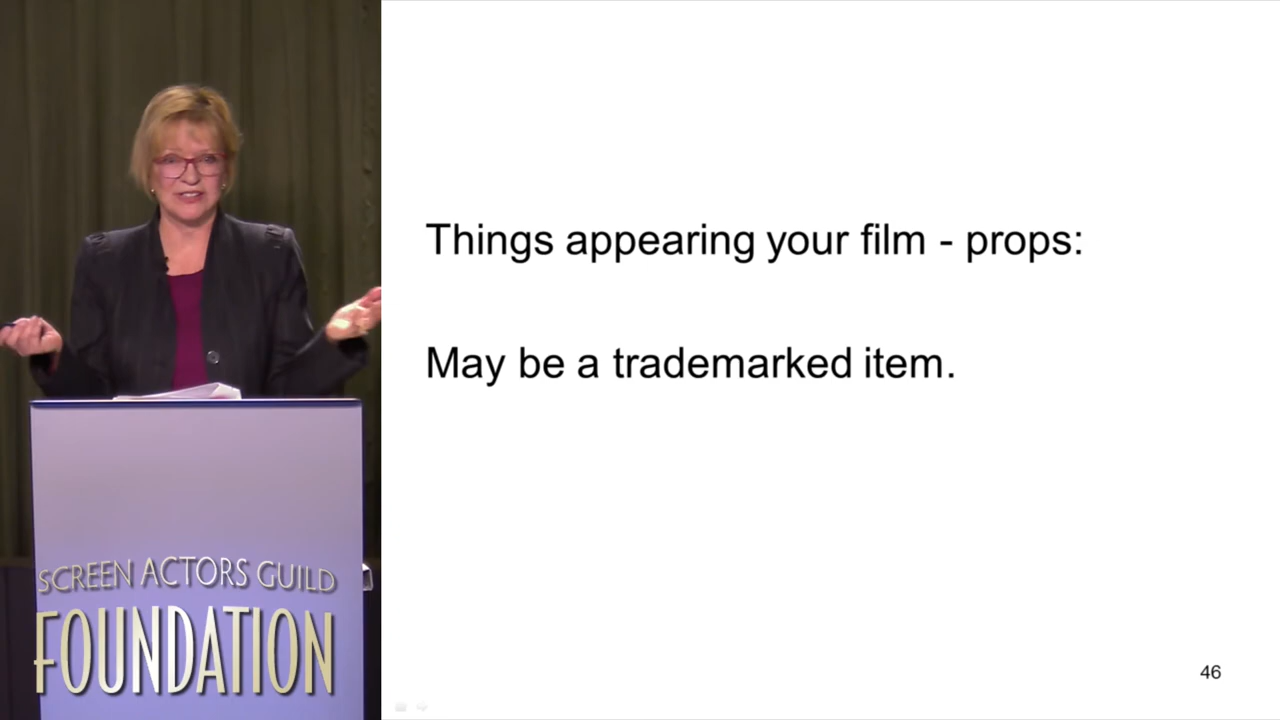 Things appearing your film - props:
May be a trademarked item.
SCREEN ACTORS GUILD
FOUNDATION
46